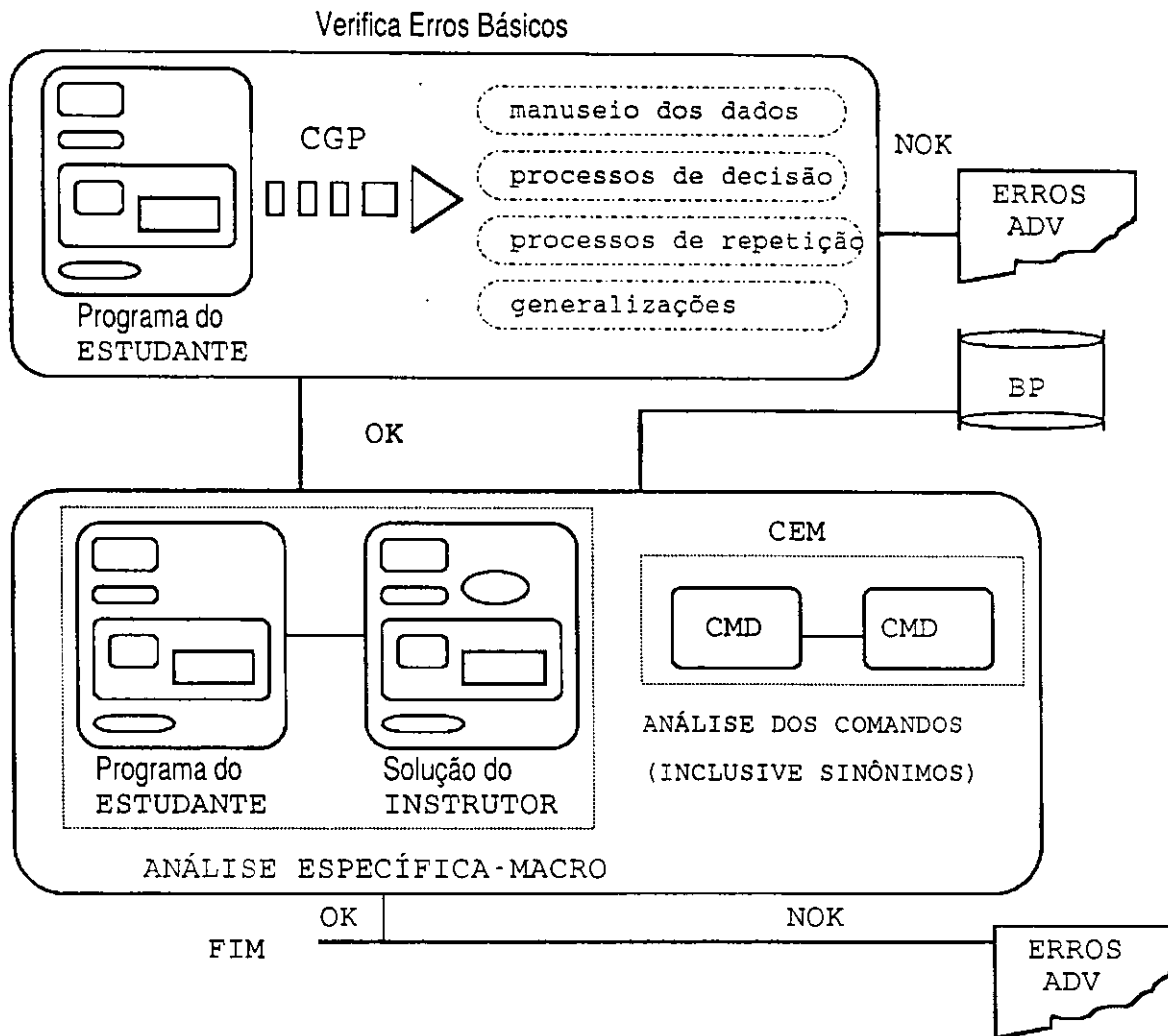 Verifica Erros Básicos
CGP
manuseio dos dados
processos de decisão
processos de repetição
generalizações
Programa do
ESTUDANTE
NOK
ERROS
ADV
BP
OK
CEM
CMD
CMD
ANÁLISE DOS COMANDOS
(INCLUSIVE SINÔNIMOS)
Programa do
ESTUDANTE
Solução do
INSTRUTOR
ANÁLISE ESPECÍFICA-MACRO
OK
NOK
FIM
ERROS
ADV